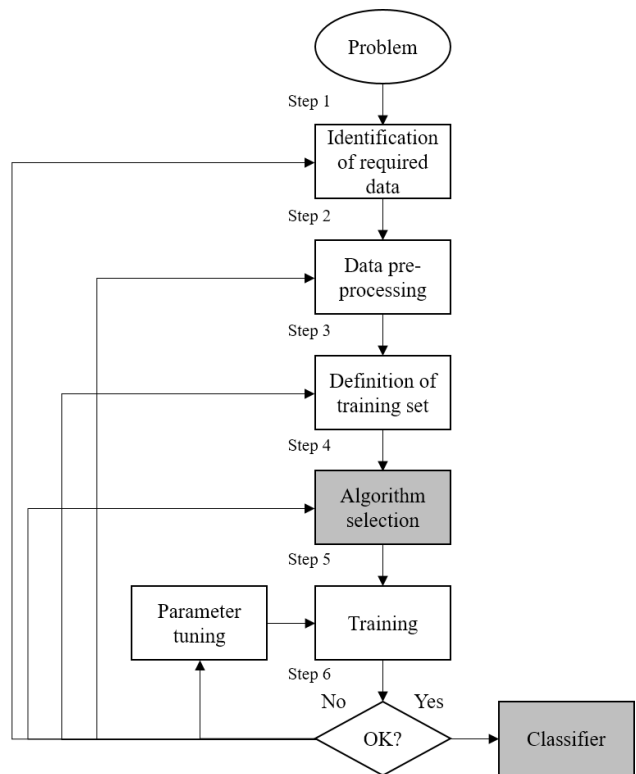 Problem
Step 1
Identification
of required
data
Step 2
Data pre-
processing
Step 3
Definition of
training set
Step 4
Algorithm
selection
Step 5
Parameter
tuning
Training
Step 6
No
Yes
OK?
Classifier